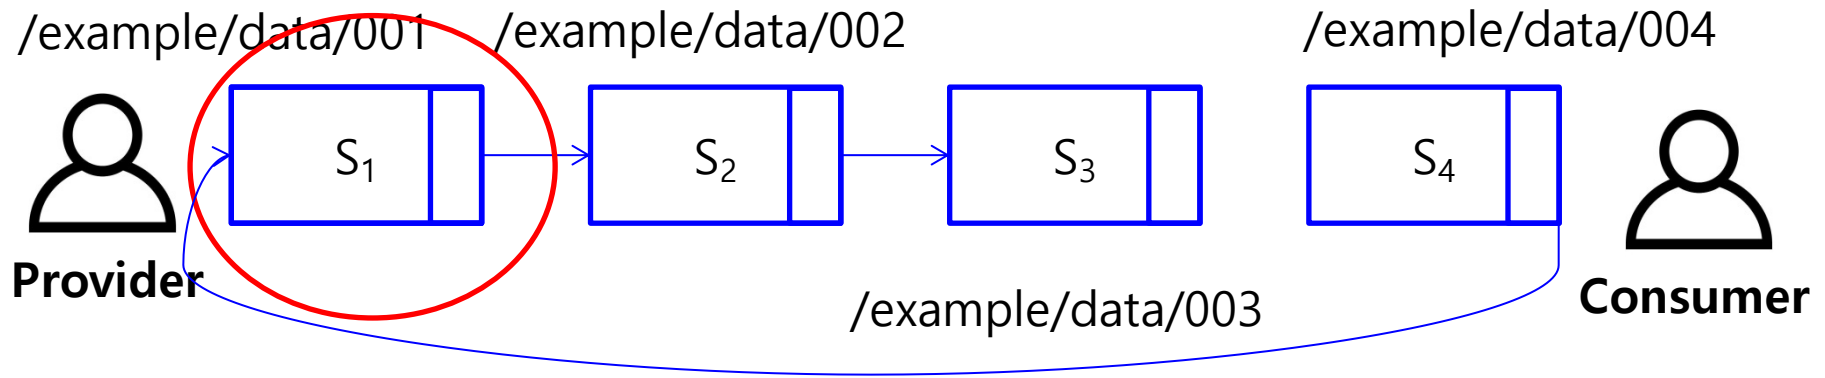 /example/data/001
/example/data/002
/example/data/004
S₁
S₂
S₃
S₄
Provider
/example/data/003
Consumer